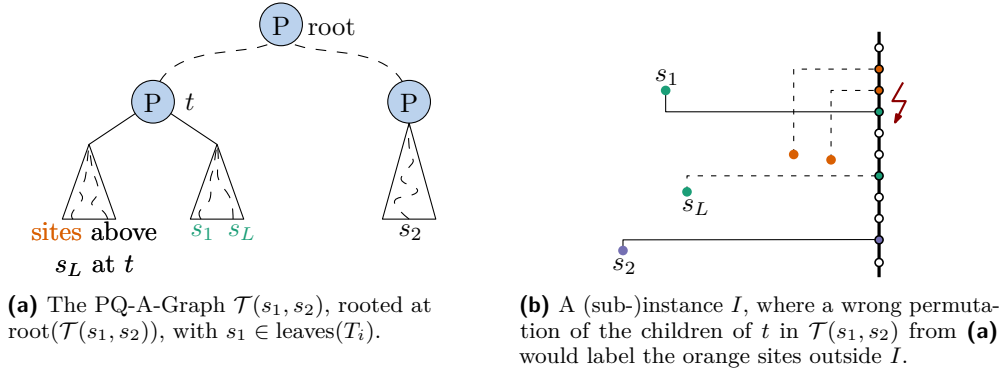 P root
P t
P
sites above
s_L at t
s_1 s_L
s_2
(a) The PQ-A-Graph 𝒯(s_1, s_2), rooted at
root(𝒯(s_1, s_2)), with s_1 ∈ leaves(T_i).
s_1
s_L
s_2
(b) A (sub-)instance I, where a wrong permuta-
tion of the children of t in 𝒯(s_1, s_2) from (a)
would label the orange sites outside I.